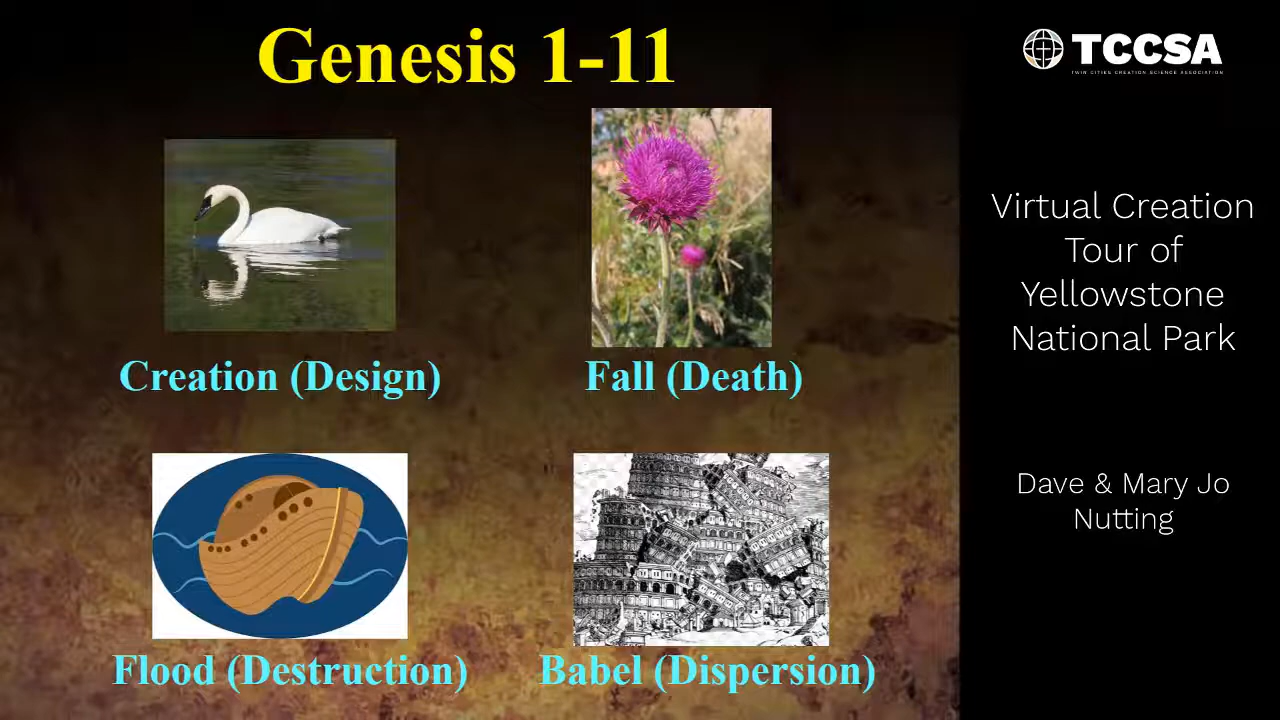 Genesis 1-11
Creation (Design)
Fall (Death)
Flood (Destruction)
Babel (Dispersion)
TCCSA
TWIN CITIES CREATION SCIENCE ASSOCIATION
Virtual Creation
Tour of
Yellowstone
National Park
Dave & Mary Jo
Nutting